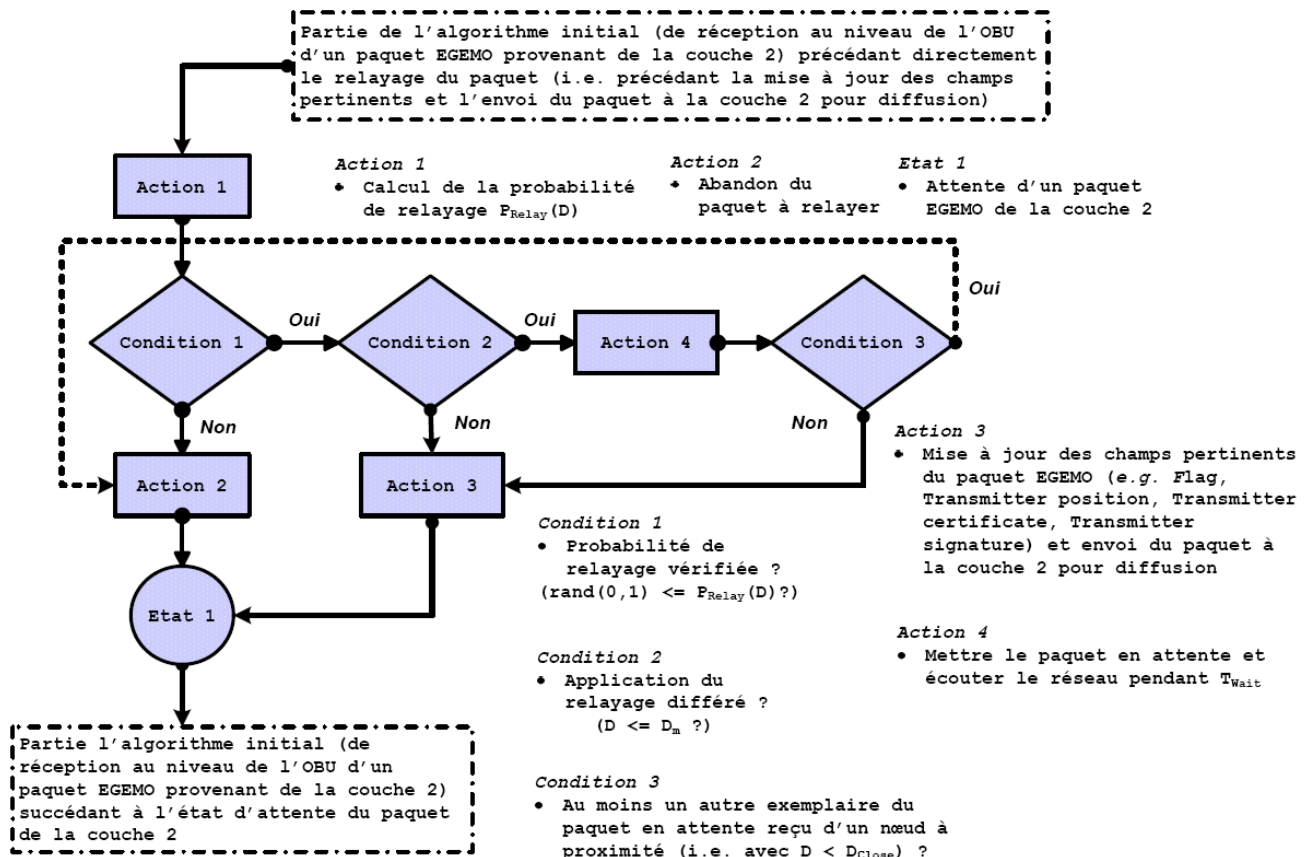 Partie de l'algorithme initial (de réception au niveau de l'OBU
d'un paquet EGEMO provenant de la couche 2) précédant directement
le relayage du paquet (i.e. précédant la mise à jour des champs
pertinents et l'envoi du paquet à la couche 2 pour diffusion)
Action 1
• Calcul de la probabilité
de relayage P_Relay(D)
Action 2
• Abandon du
paquet à relayer
Etat 1
• Attente d'un paquet
EGEMO de la couche 2
Action 1
Oui
Condition 1
Oui
Condition 2
Oui
Action 4
Condition 3
Non
Non
Non
Action 2
Action 3
Action 3
• Mise à jour des champs pertinents
du paquet EGEMO (e.g. Flag,
Transmitter position, Transmitter
certificate, Transmitter
signature) et envoi du paquet à
la couche 2 pour diffusion
Condition 1
• Probabilité de
relayage vérifiée ?
(rand(0,1) <= P_Relay(D)?)
Etat 1
Action 4
• Mettre le paquet en attente et
écouter le réseau pendant T_Wait
Condition 2
• Application du
relayage différé ?
(D <= D_m ?)
Partie l'algorithme initial (de
réception au niveau de l'OBU d'un
paquet EGEMO provenant de la couche 2)
succédant à l'état d'attente du paquet
de la couche 2
Condition 3
• Au moins un autre exemplaire du
paquet en attente reçu d'un nœud à
proximité (i.e. avec D < D_Close) ?